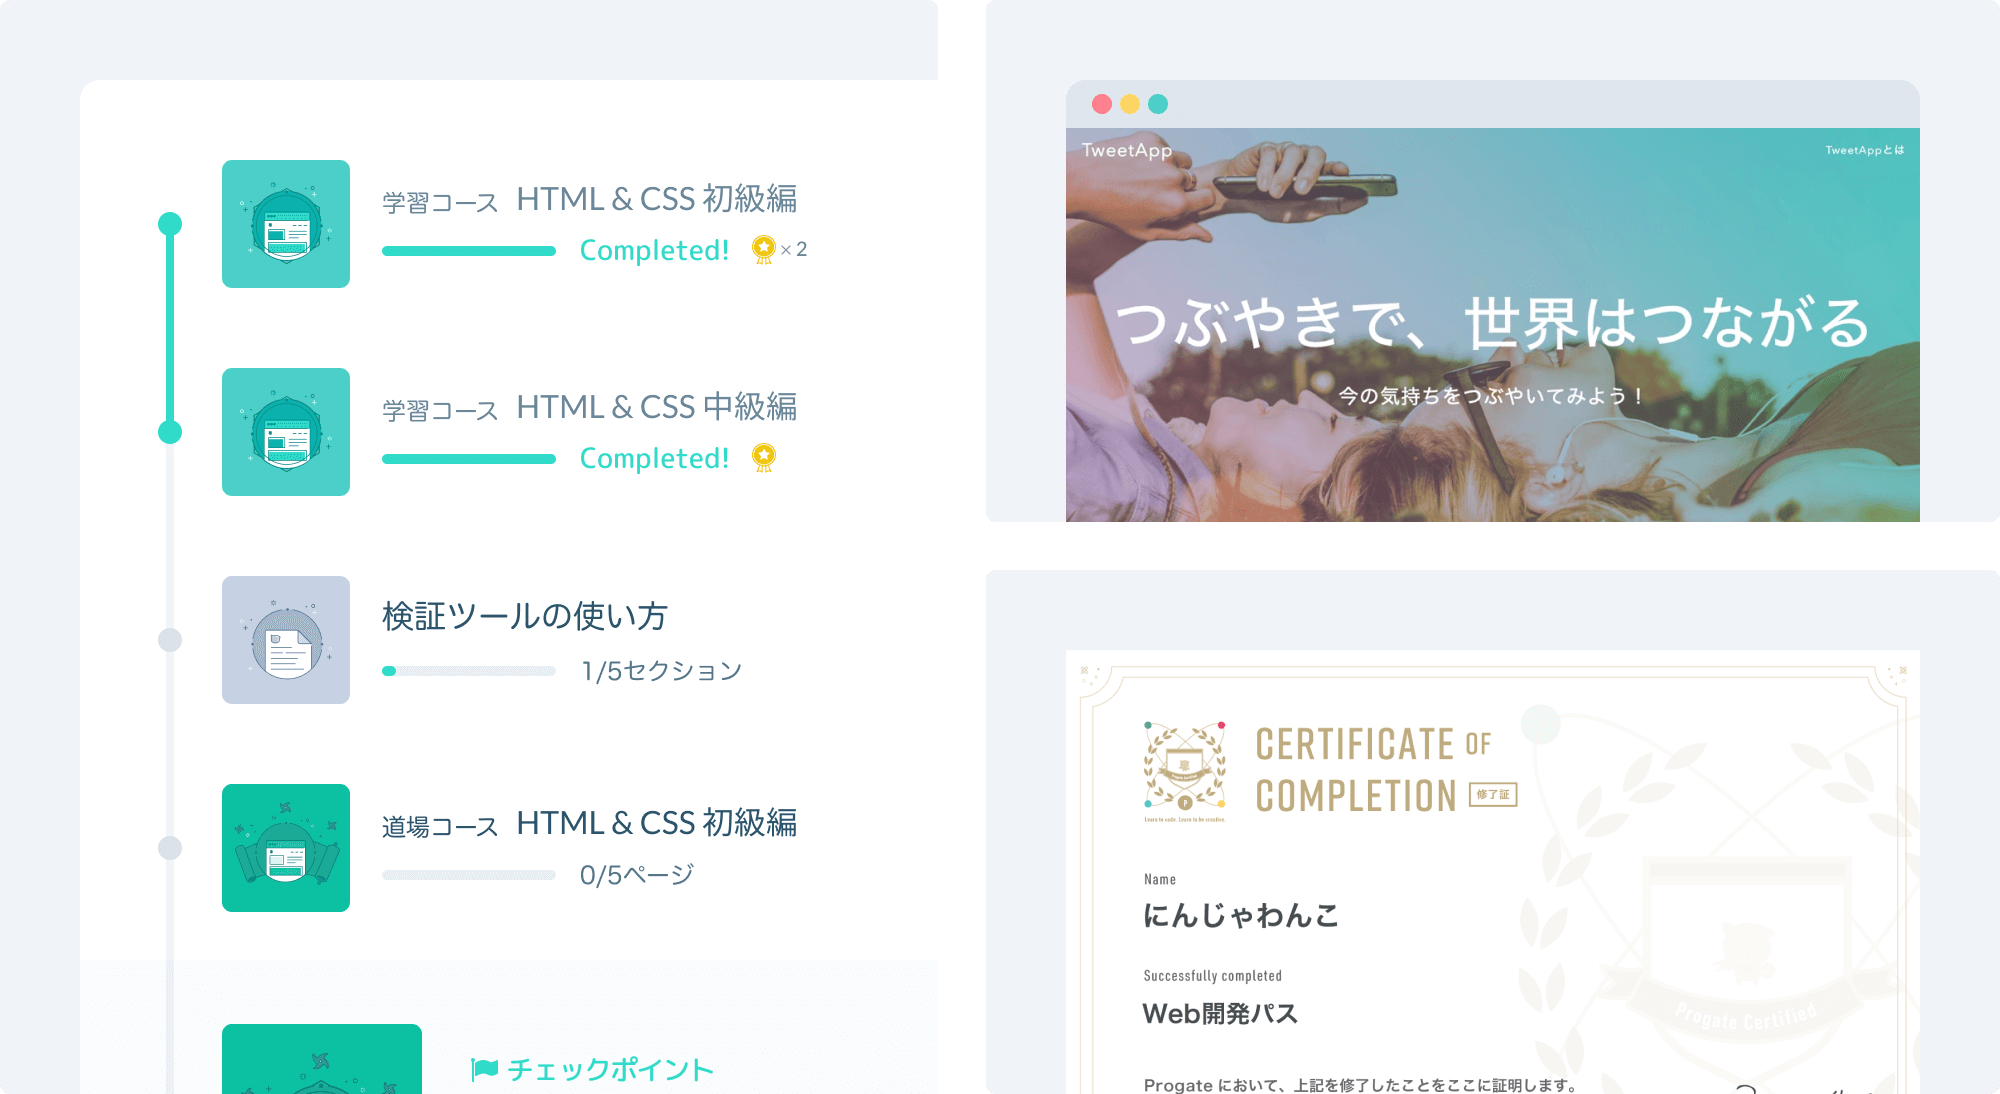 学習コース HTML & CSS 初級編
Completed! × 2
学習コース HTML & CSS 中級編
Completed!
検証ツールの使い方
1/5セクション
道場コース HTML & CSS 初級編
0/5ページ
チェックポイント
TweetApp
TweetAppとは
つぶやきで、世界はつながる
今の気持ちをつぶやいてみよう！
CERTIFICATE OF
COMPLETION 修了証
Learn to code. Learn to be creative.
Name
にんじゃわんこ
Successfully completed
Web開発パス
Progate において、上記を修了したことをここに証明します。
Progate Certified